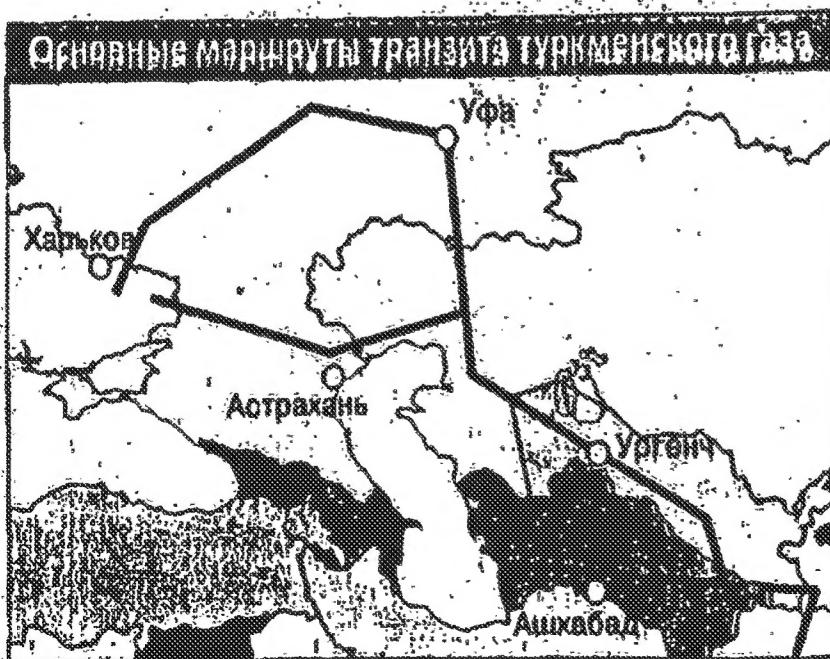 Основные маршруты транзита туркменского газа
Уфа
Харьков
Астрахань
Ургенч
Ашхабад